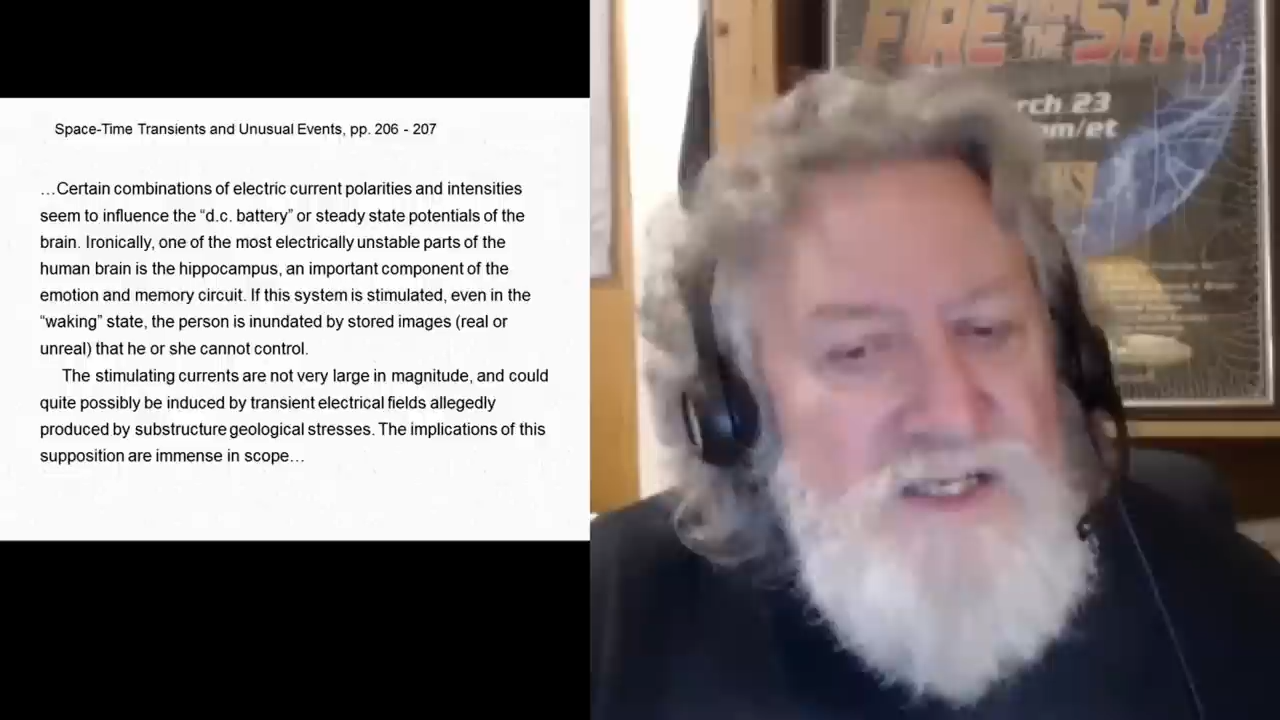 Space-Time Transients and Unusual Events, pp. 206 - 207
…Certain combinations of electric current polarities and intensities
seem to influence the “d.c. battery” or steady state potentials of the
brain. Ironically, one of the most electrically unstable parts of the
human brain is the hippocampus, an important component of the
emotion and memory circuit. If this system is stimulated, even in the
“waking” state, the person is inundated by stored images (real or
unreal) that he or she cannot control.
The stimulating currents are not very large in magnitude, and could
quite possibly be induced by transient electrical fields allegedly
produced by substructure geological stresses. The implications of this
supposition are immense in scope…
FIRE
THE SKY
rch 23
m/et